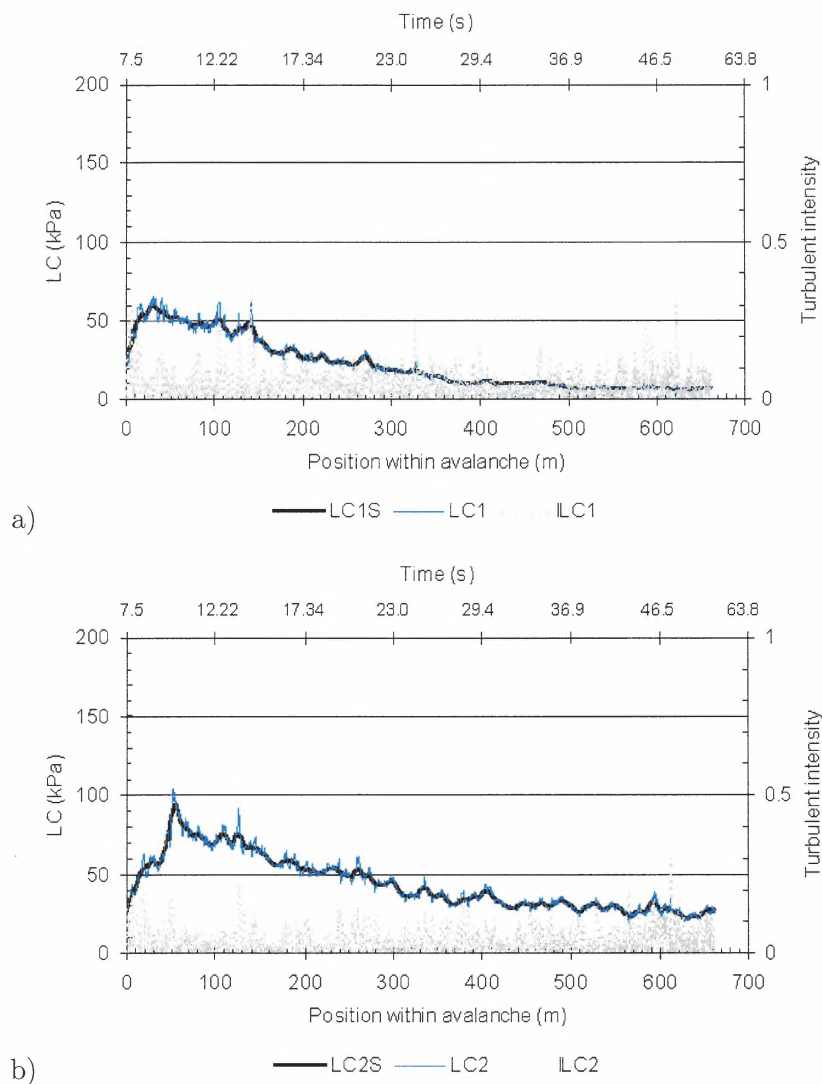 Time (s)
7.5 12.22 17.34 23.0 29.4 36.9 46.5 63.8
200 1
150
100 0.5
50
0 0
LC (kPa)
Turbulent intensity
0 100 200 300 400 500 600 700
Position within avalanche (m)
a) LC1S LC1 ILC1
Time (s)
7.5 12.22 17.34 23.0 29.4 36.9 46.5 63.8
200 1
150
100 0.5
50
0 0
LC (kPa)
Turbulent intensity
0 100 200 300 400 500 600 700
Position within avalanche (m)
b) LC2S LC2 ILC2